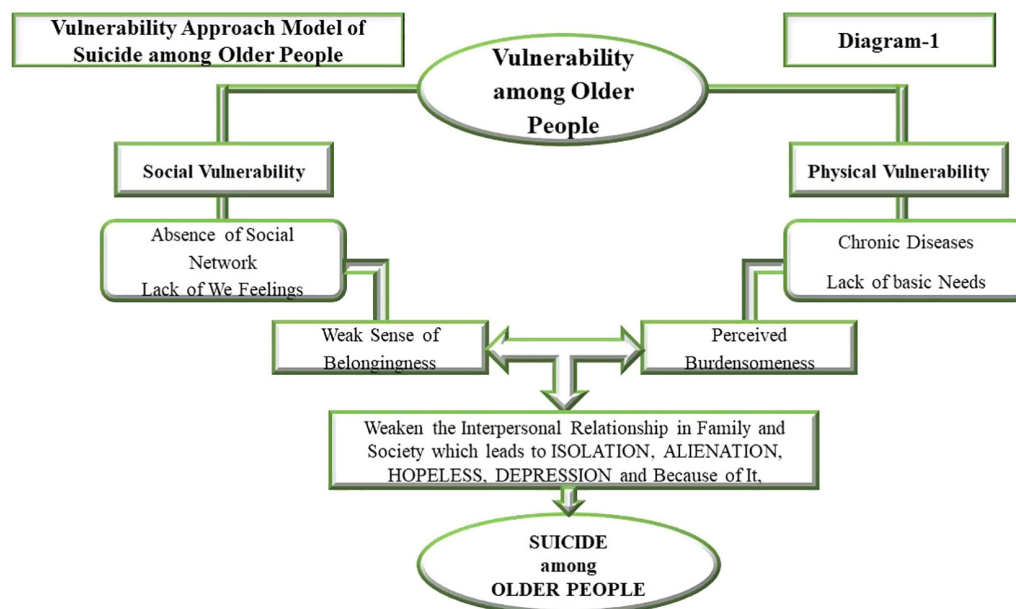 Vulnerability Approach Model of
Suicide among Older People
Vulnerability
among Older
People
Diagram-1
Social Vulnerability
Physical Vulnerability
Absence of Social
Network
Lack of We Feelings
Chronic Diseases
Lack of basic Needs
Weak Sense of
Belongingness
Perceived
Burdensomeness
Weaken the Interpersonal Relationship in Family and
Society which leads to ISOLATION, ALIENATION,
HOPELESS, DEPRESSION and Because of It,
SUICIDE
among
OLDER PEOPLE